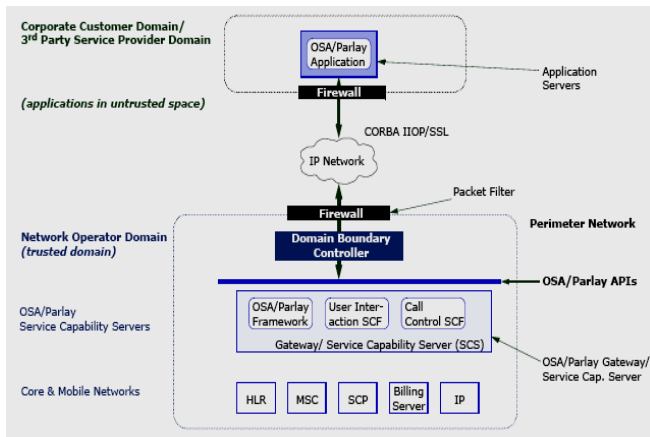 Corporate Customer Domain/
3rd Party Service Provider Domain
OSA/Parlay
Application
Application
Servers
(applications in untrusted space)
Firewall
CORBA IIOP/SSL
IP Network
Packet Filter
Firewall
Perimeter Network
Network Operator Domain
(trusted domain)
Domain Boundary
Controller
OSA/Parlay APIs
OSA/Parlay
Service Capability Servers
OSA/Parlay
Framework
User Inter-
action SCF
Call
Control SCF
Gateway/ Service Capability Server (SCS)
OSA/Parlay Gateway/
Service Cap. Server
Core & Mobile Networks
HLR
MSC
SCP
Billing
Server
IP